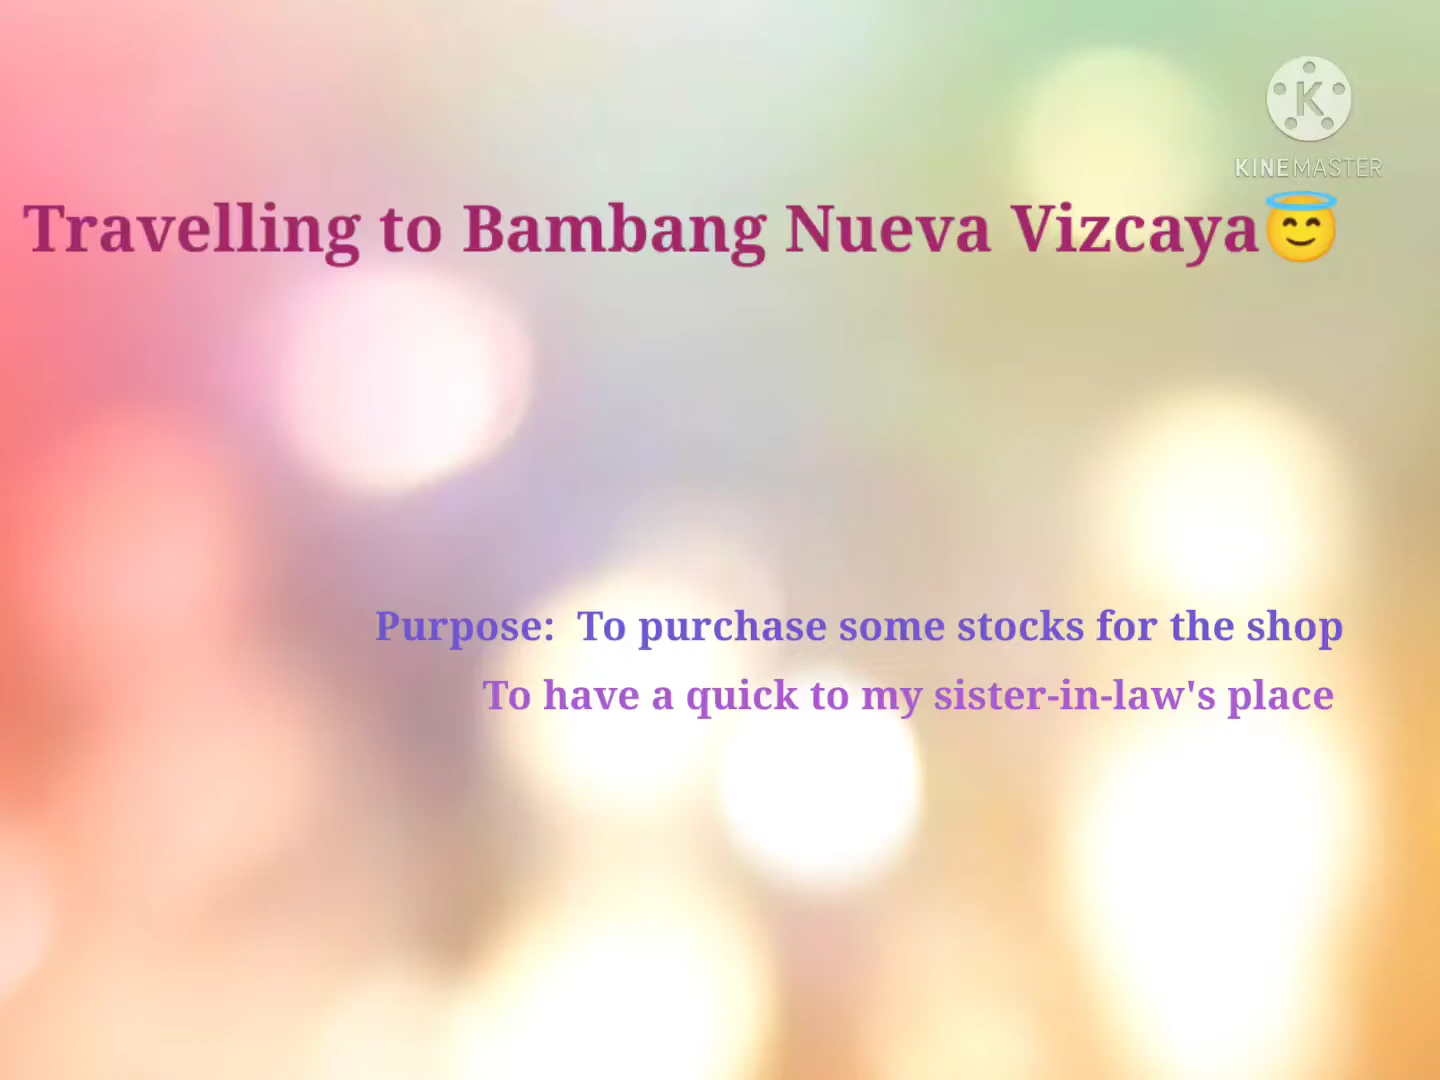 KINEMASTER
Travelling to Bambang Nueva Vizcaya😇
Purpose:  To purchase some stocks for the shop
To have a quick to my sister-in-law's place